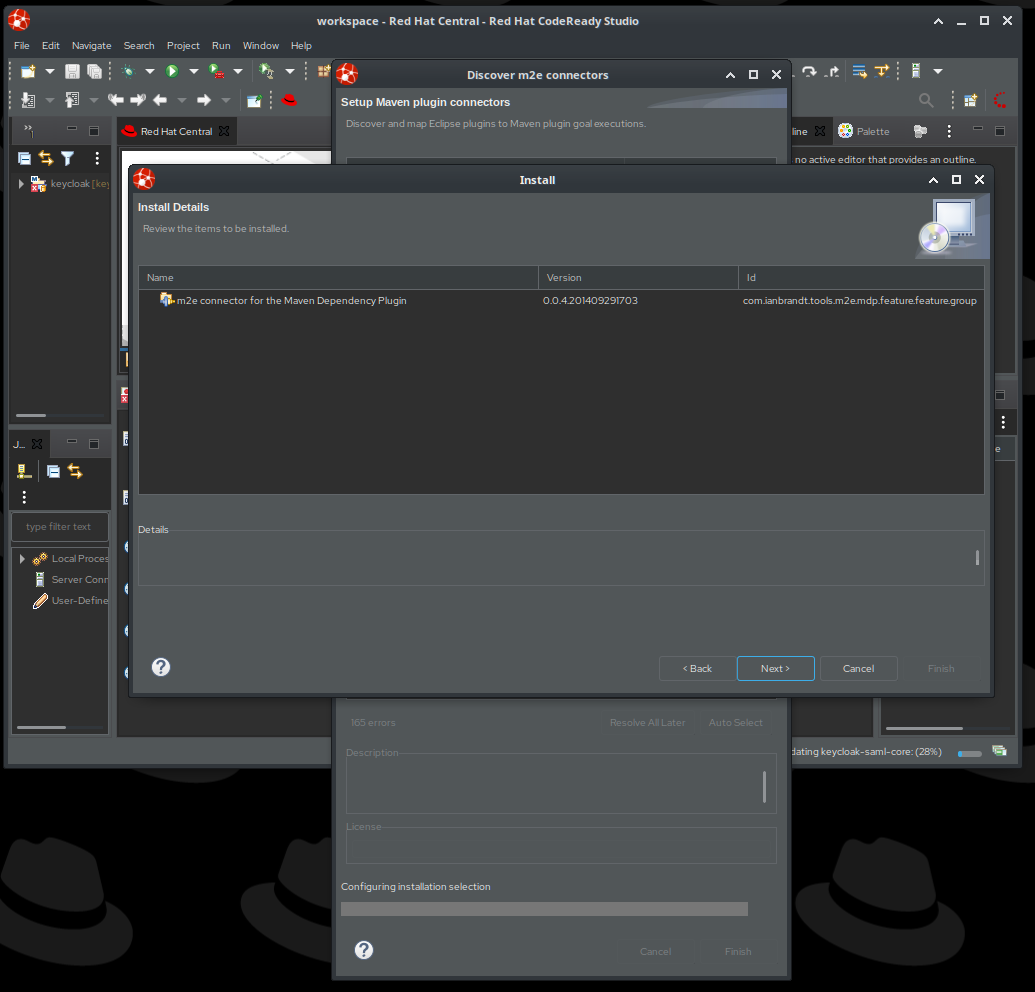 workspace - Red Hat Central - Red Hat CodeReady Studio
File Edit Navigate Search Project Run Window Help
Discover m2e connectors
Setup Maven plugin connectors
Discover and map Eclipse plugins to Maven plugin goal executions.
Red Hat Central
line
Palette
no active editor that provides an outline.
keycloak [key
Install
Install Details
Review the items to be installed.
Name Version Id
m2e connector for the Maven Dependency Plugin 0.0.4.201409291703 com.ianbrandt.tools.m2e.mdp.feature.feature.group
J...
type filter text
Local Proces
Server Conn
User-Define
Details
< Back Next > Cancel Finish
165 errors Resolve All Later Auto Select
dating keycloak-saml-core: (28%)
Description
License
Configuring installation selection
Cancel Finish